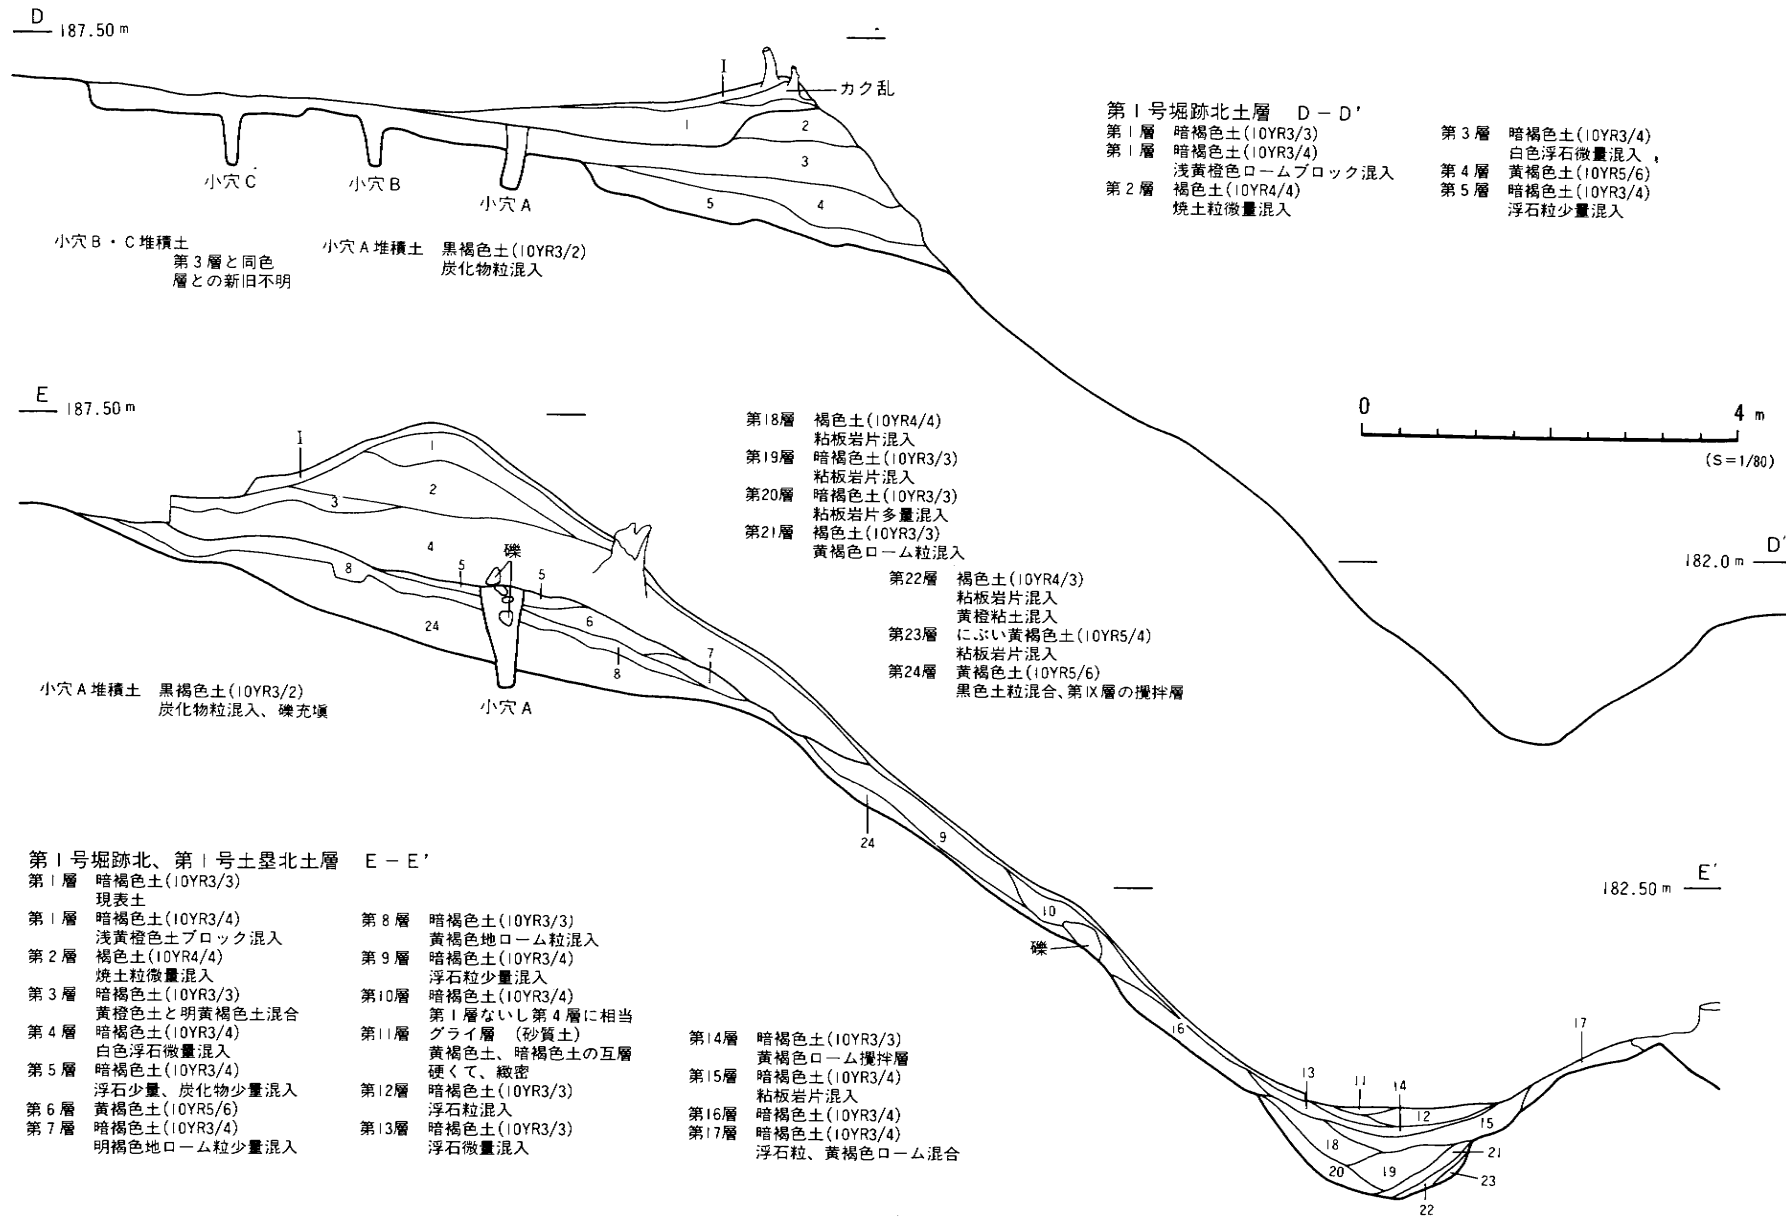 D
187.50 m
I
カク乱
1
2
3
4
5
小穴C
小穴B
小穴A
小穴B・C堆積土
第3層と同色
層との新旧不明
小穴A堆積土 黒褐色土(10YR3/2)
炭化物粒混入
第1号堀跡北土層 D-D'
第I層 暗褐色土(10YR3/3)
第1層 暗褐色土(10YR3/4)
浅黄橙色ロームブロック混入
第2層 褐色土(10YR4/4)
焼土粒微量混入
第3層 暗褐色土(10YR3/4)
白色浮石微量混入
第4層 黄褐色土(10YR5/6)
第5層 暗褐色土(10YR3/4)
浮石粒少量混入
0 4 m
(S=1/80)
D'
182.0 m
E
187.50 m
I
1
2
3
4
礫
5
5
8
6
24
7
8
小穴A
小穴A堆積土 黒褐色土(10YR3/2)
炭化物粒混入、礫充塡
第18層 褐色土(10YR4/4)
粘板岩片混入
第19層 暗褐色土(10YR3/3)
粘板岩片混入
第20層 暗褐色土(10YR3/3)
粘板岩片多量混入
第21層 褐色土(10YR3/3)
黄褐色ローム粒混入
第22層 褐色土(10YR4/3)
粘板岩片混入
黄橙粘土混入
第23層 にぶい黄褐色土(10YR5/4)
粘板岩片混入
第24層 黄褐色土(10YR5/6)
黒色土粒混合、第Ⅸ層の攪拌層
24
9
10
礫
16
E'
182.50 m
17
13
11
14
12
15
18
21
20
19
23
22
第1号堀跡北、第1号土塁北土層 E-E'
第I層 暗褐色土(10YR3/3)
現表土
第1層 暗褐色土(10YR3/4)
浅黄橙色土ブロック混入
第2層 褐色土(10YR4/4)
焼土粒微量混入
第3層 暗褐色土(10YR3/3)
黄橙色土と明黄褐色土混合
第4層 暗褐色土(10YR3/4)
白色浮石微量混入
第5層 暗褐色土(10YR3/4)
浮石少量、炭化物少量混入
第6層 黄褐色土(10YR5/6)
第7層 暗褐色土(10YR3/4)
明褐色地ローム粒少量混入
第8層 暗褐色土(10YR3/3)
黄褐色地ローム粒混入
第9層 暗褐色土(10YR3/4)
浮石粒少量混入
第10層 暗褐色土(10YR3/4)
第1層ないし第4層に相当
第11層 グライ層 (砂質土)
黄褐色土、暗褐色土の互層
硬くて、緻密
第12層 暗褐色土(10YR3/3)
浮石粒混入
第13層 暗褐色土(10YR3/3)
浮石微量混入
第14層 暗褐色土(10YR3/3)
黄褐色ローム攪拌層
第15層 暗褐色土(10YR3/4)
粘板岩片混入
第16層 暗褐色土(10YR3/4)
第17層 暗褐色土(10YR3/4)
浮石粒、黄褐色ローム混合